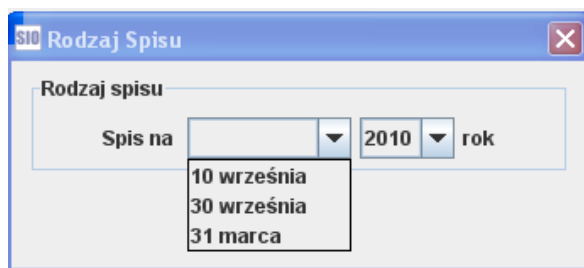 SIO Rodzaj Spisu
Rodzaj spisu
Spis na 2010 rok
10 września
30 września
31 marca